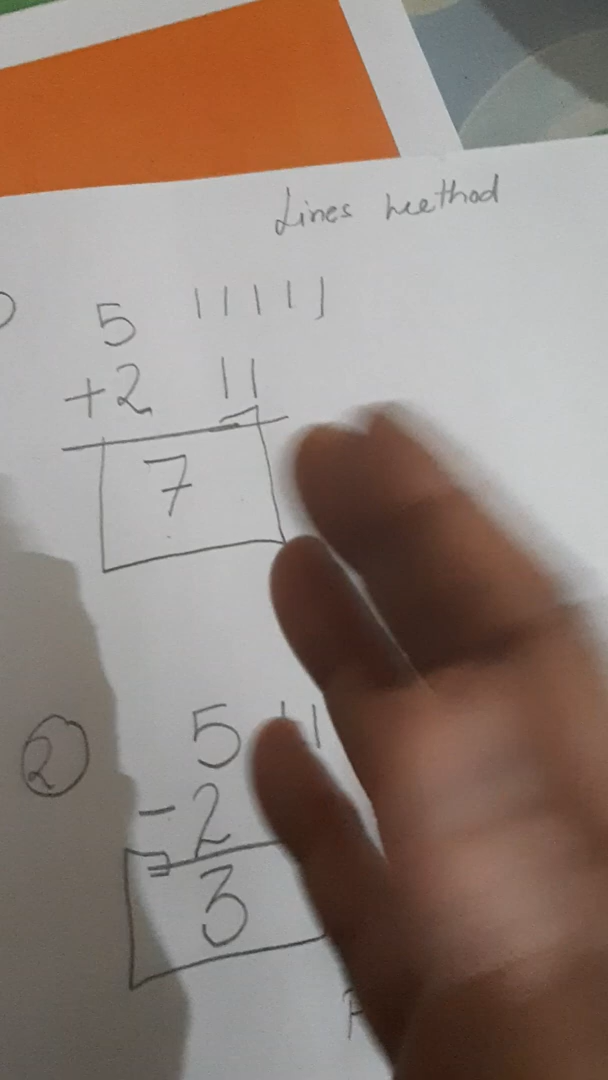 Lines Method
5 | | | | |
+2 | |
7
2 5 | |
- 2
3